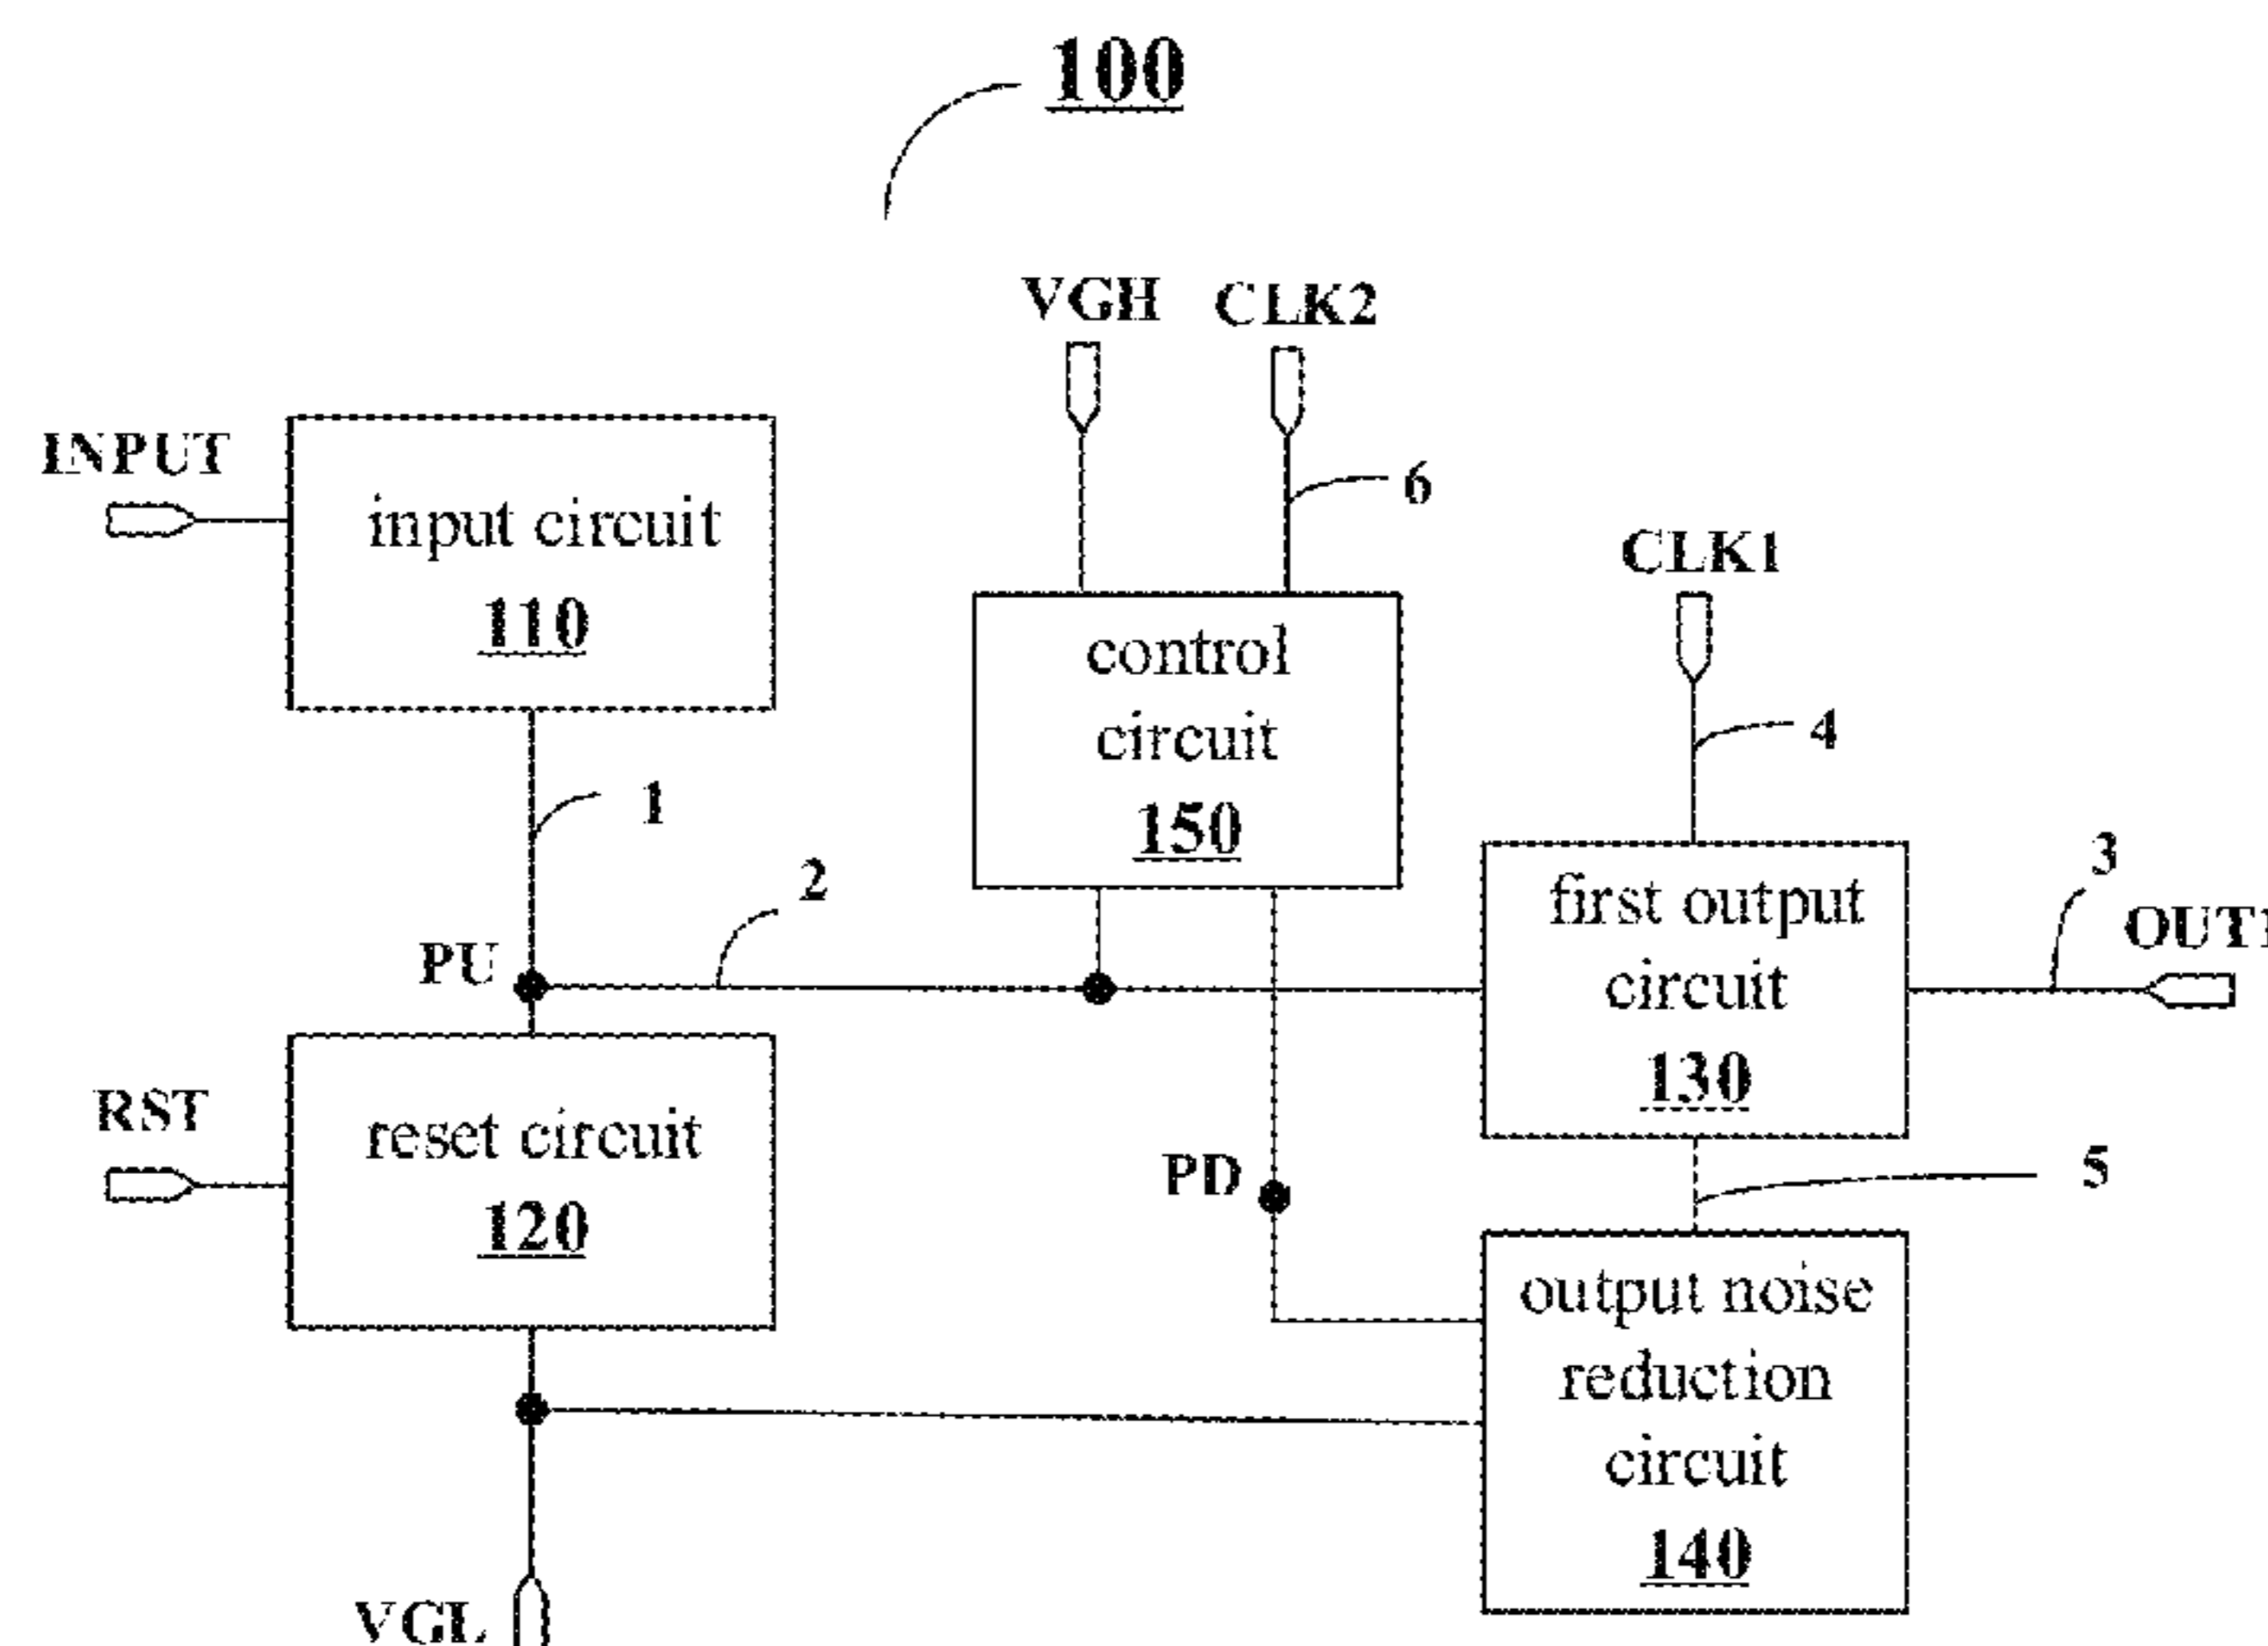 100
VGH
CLK2
INPUT
6
input circuit
110
CLK1
control
circuit
150
4
1
2
3
first output
circuit
130
OUT1
PU
RST
reset circuit
120
PD
5
output noise
reduction
circuit
140
VGL